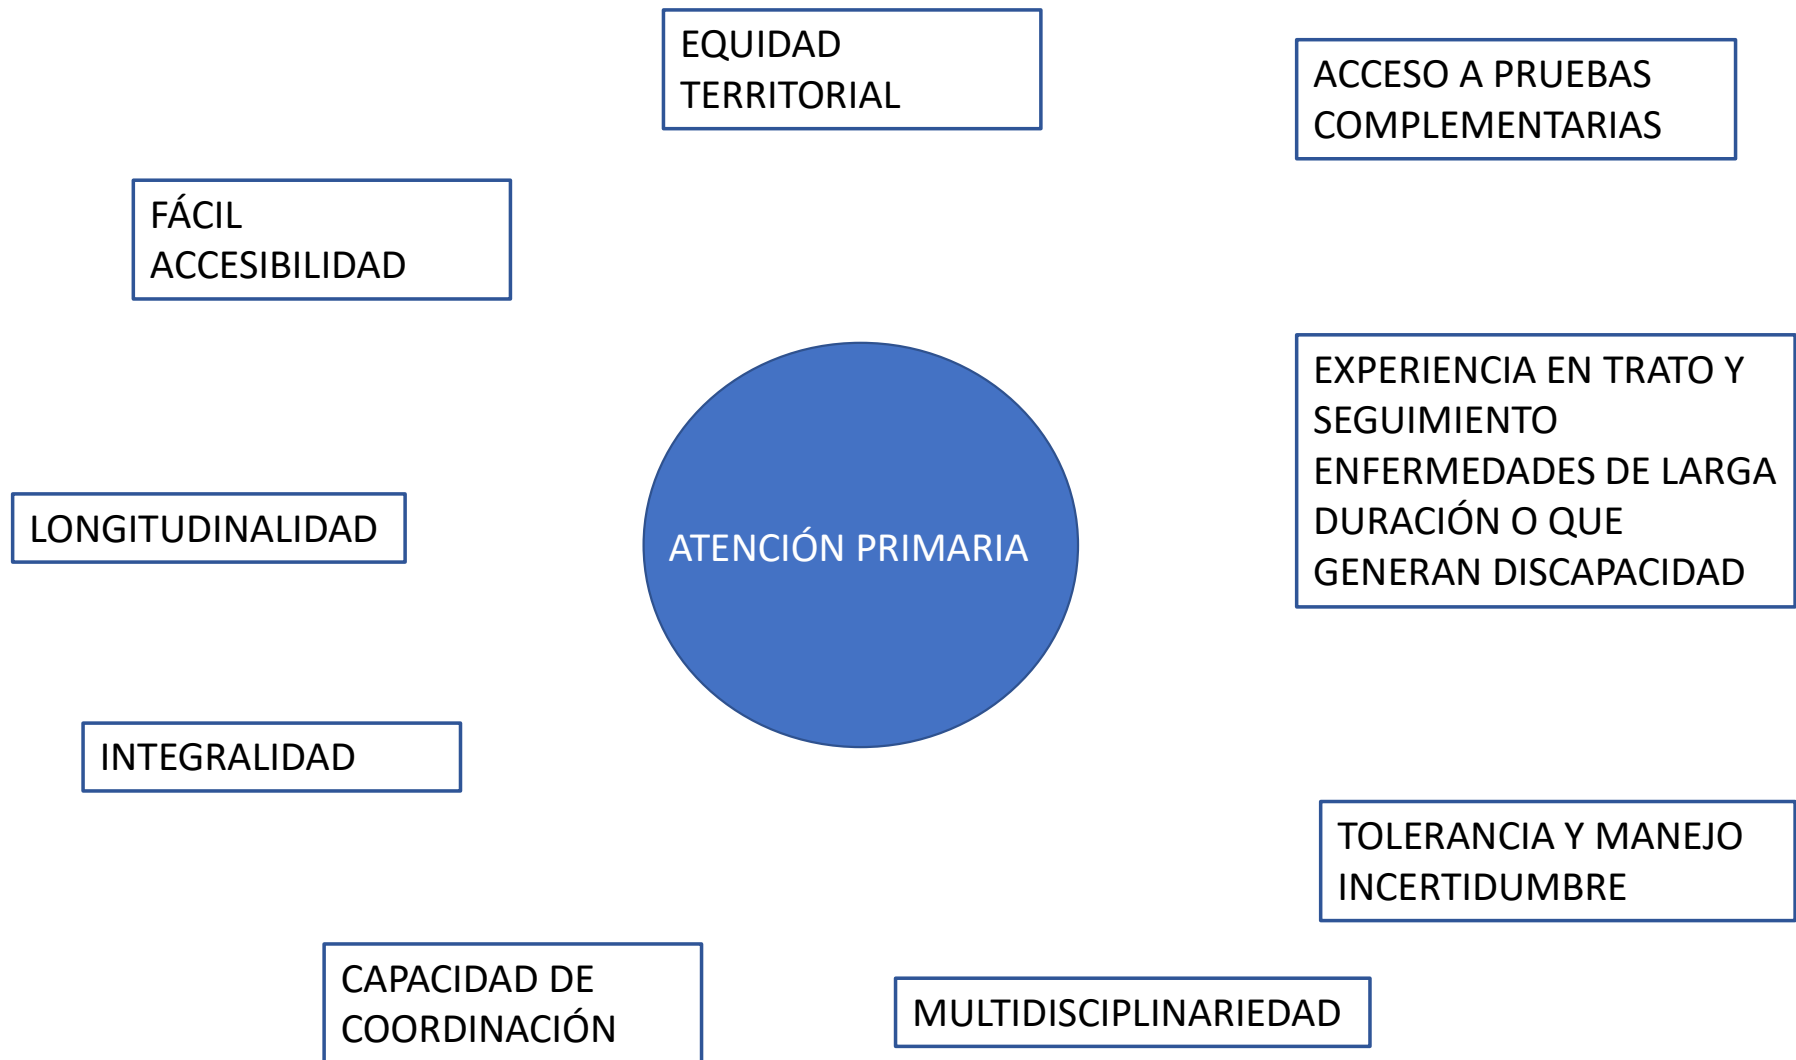 EQUIDAD
TERRITORIAL
ACCESO A PRUEBAS
COMPLEMENTARIAS
FÁCIL
ACCESIBILIDAD
EXPERIENCIA EN TRATO Y
SEGUIMIENTO
ENFERMEDADES DE LARGA
DURACIÓN O QUE
GENERAN DISCAPACIDAD
LONGITUDINALIDAD
ATENCIÓN PRIMARIA
INTEGRALIDAD
TOLERANCIA Y MANEJO
INCERTIDUMBRE
CAPACIDAD DE
COORDINACIÓN
MULTIDISCIPLINARIEDAD